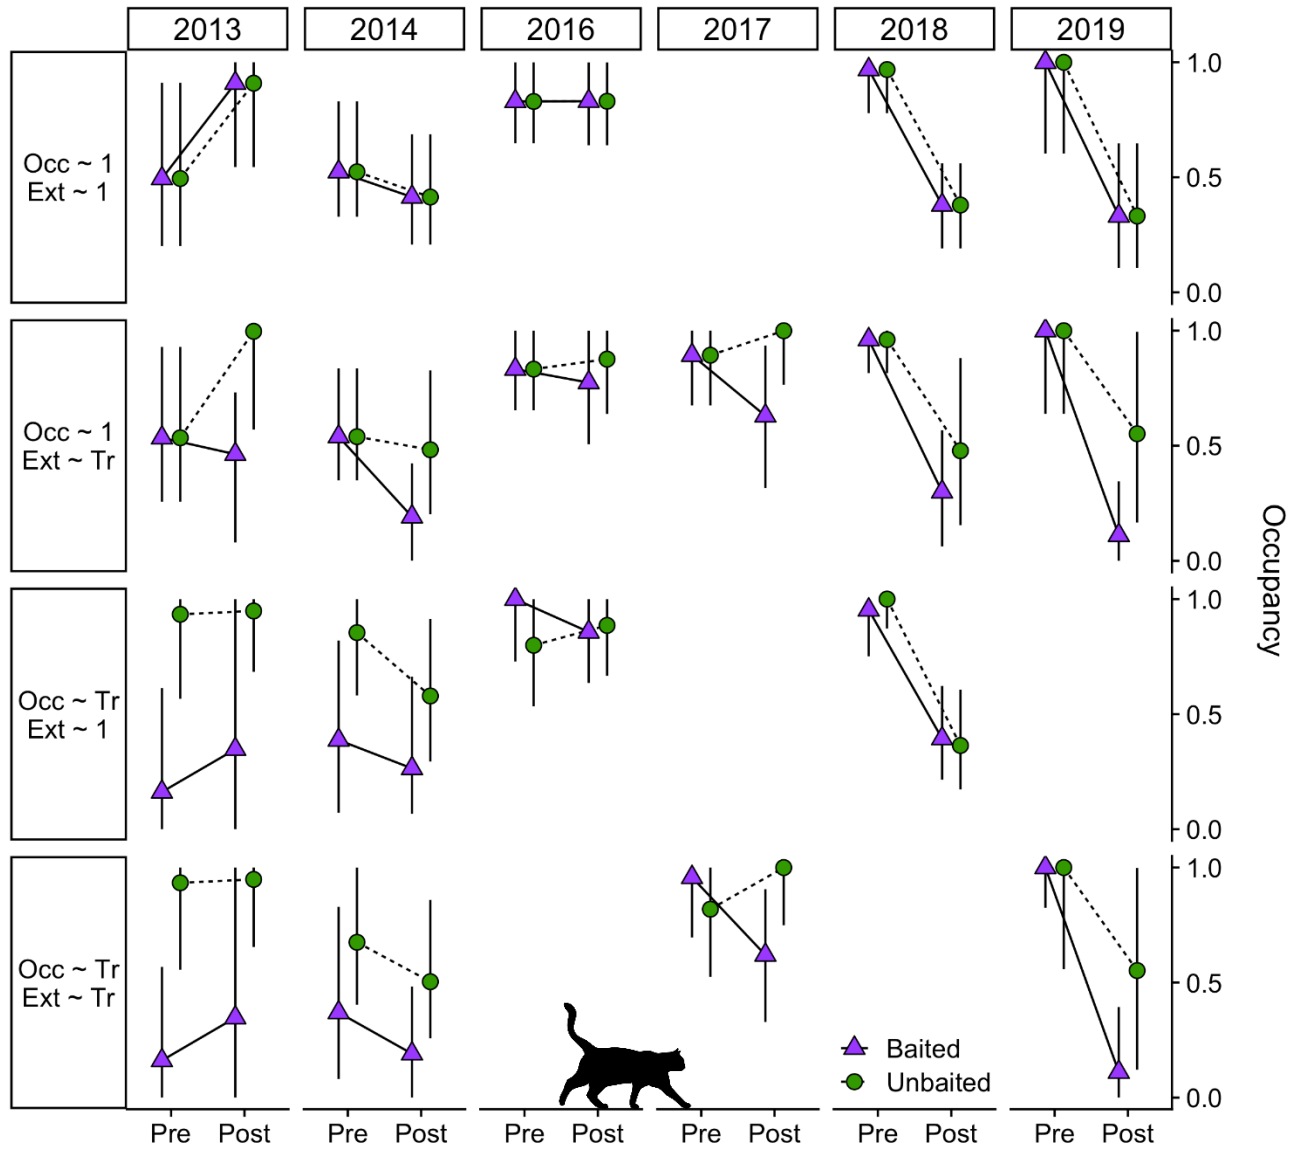 2013 2014 2016 2017 2018 2019
Occ ~ 1
Ext ~ 1
1.0
0.5
0.0
Occ ~ 1
Ext ~ Tr
1.0
0.5
0.0
Occ ~ Tr
Ext ~ 1
1.0
0.5
0.0
Occ ~ Tr
Ext ~ Tr
1.0
0.5
0.0
Occupancy
Baited
Unbaited
Pre Post Pre Post Pre Post Pre Post Pre Post Pre Post